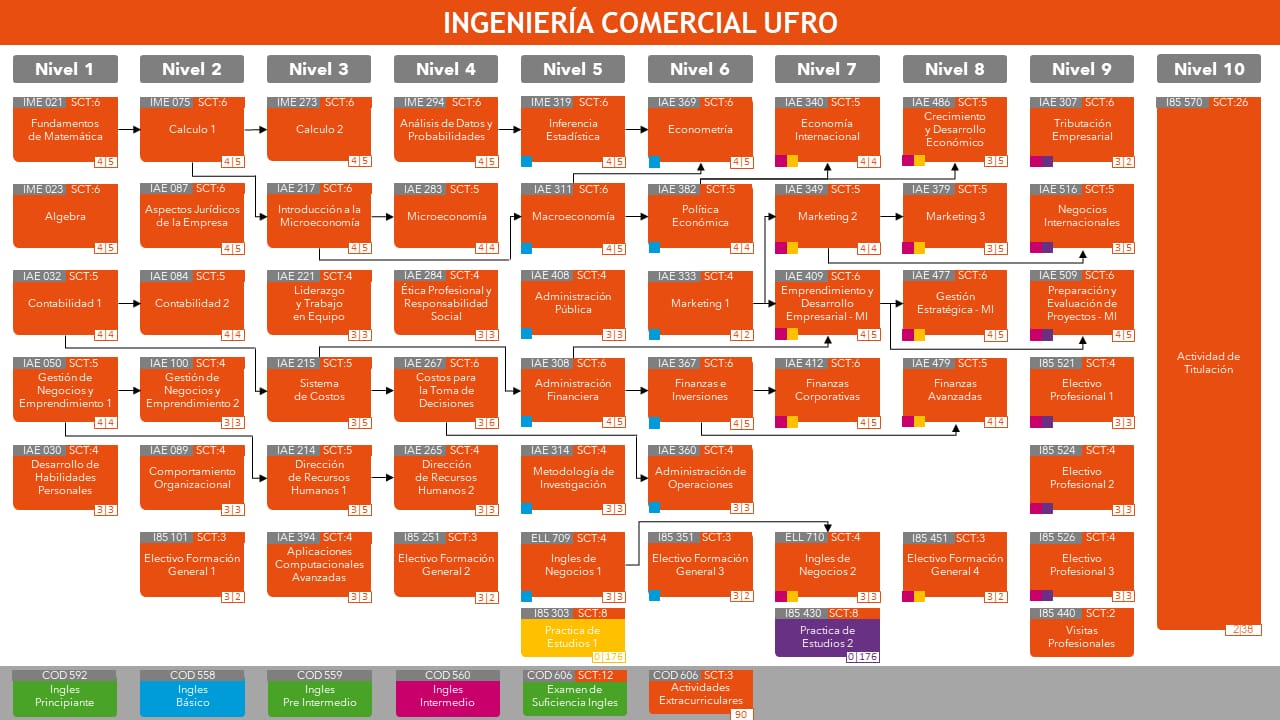 INGENIERÍA COMERCIAL UFRO
Nivel 1
Nivel 2
Nivel 3
Nivel 4
Nivel 5
Nivel 6
Nivel 7
Nivel 8
Nivel 9
Nivel 10
IME 021 SCT:6
Fundamentos
de Matemática
4|5
IME 075 SCT:6
Calculo 1
4|5
IME 273 SCT:6
Calculo 2
4|5
IME 294 SCT:6
Análisis de Datos y
Probabilidades
4|5
IME 319 SCT:6
Inferencia
Estadística
4|5
IAE 369 SCT:6
Econometría
4|5
IAE 340 SCT:5
Economía
Internacional
4|4
IAE 486 SCT:5
Crecimiento
y Desarrollo
Económico
3|5
IAE 307 SCT:6
Tributación
Empresarial
3|2
I85 570 SCT:26
Actividad de
Titulación
2|38
IME 023 SCT:6
Algebra
4|5
IAE 087 SCT:6
Aspectos Jurídicos
de la Empresa
4|5
IAE 217 SCT:6
Introducción a la
Microeconomía
4|5
IAE 283 SCT:5
Microeconomía
4|4
IAE 311 SCT:6
Macroeconomía
4|5
IAE 382 SCT:5
Política
Económica
4|4
IAE 349 SCT:5
Marketing 2
4|4
IAE 379 SCT:5
Marketing 3
3|5
IAE 516 SCT:5
Negocios
Internacionales
3|5
IAE 032 SCT:5
Contabilidad 1
4|4
IAE 084 SCT:5
Contabilidad 2
4|4
IAE 221 SCT:4
Liderazgo
y Trabajo
en Equipo
3|3
IAE 284 SCT:4
Ética Profesional y
Responsabilidad
Social
3|3
IAE 408 SCT:4
Administración
Pública
3|3
IAE 333 SCT:4
Marketing 1
4|2
IAE 409 SCT:6
Emprendimiento y
Desarrollo
Empresarial - MI
4|5
IAE 477 SCT:6
Gestión
Estratégica - MI
4|5
IAE 509 SCT:6
Preparación y
Evaluación de
Proyectos - MI
4|5
IAE 050 SCT:5
Gestión de
Negocios y
Emprendimiento 1
4|4
IAE 100 SCT:4
Gestión de
Negocios y
Emprendimiento 2
3|3
IAE 215 SCT:5
Sistema
de Costos
3|5
IAE 267 SCT:6
Costos para
la Toma de
Decisiones
3|6
IAE 308 SCT:6
Administración
Financiera
4|5
IAE 367 SCT:6
Finanzas e
Inversiones
4|5
IAE 412 SCT:6
Finanzas
Corporativas
4|5
IAE 479 SCT:5
Finanzas
Avanzadas
4|4
I85 521 SCT:4
Electivo
Profesional 1
3|3
IAE 030 SCT:4
Desarrollo de
Habilidades
Personales
3|3
IAE 089 SCT:4
Comportamiento
Organizacional
3|3
IAE 214 SCT:5
Dirección
de Recursos
Humanos 1
3|5
IAE 265 SCT:4
Dirección
de Recursos
Humanos 2
3|3
IAE 314 SCT:4
Metodología de
Investigación
3|3
IAE 360 SCT:4
Administración de
Operaciones
3|3
I85 524 SCT:4
Electivo
Profesional 2
3|3
I85 101 SCT:3
Electivo Formación
General 1
3|2
IAE 394 SCT:4
Aplicaciones
Computacionales
Avanzadas
3|3
I85 251 SCT:3
Electivo Formación
General 2
3|2
ELL 709 SCT:4
Ingles de
Negocios 1
3|3
I85 351 SCT:3
Electivo Formación
General 3
3|2
ELL 710 SCT:4
Ingles de
Negocios 2
3|3
I85 451 SCT:3
Electivo Formación
General 4
3|2
I85 526 SCT:4
Electivo
Profesional 3
3|3
I85 303 SCT:8
Practica de
Estudios 1
0|176
I85 430 SCT:8
Practica de
Estudios 2
0|176
I85 440 SCT:2
Visitas
Profesionales
COD 592
Ingles
Principiante
COD 558
Ingles
Básico
COD 559
Ingles
Pre Intermedio
COD 560
Ingles
Intermedio
COD 606 SCT:12
Examen de
Suficiencia Ingles
COD 606 SCT:3
Actividades
Extracurriculares
90